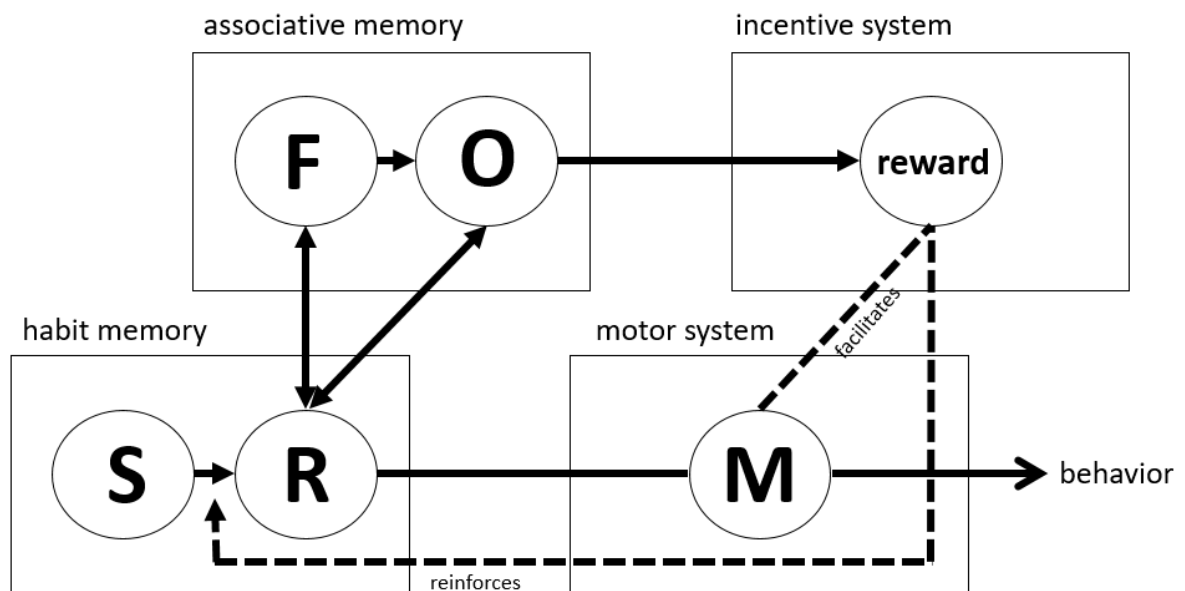 associative memory
incentive system
F
O
reward
facilitates
habit memory
motor system
S
R
M
behavior
reinforces